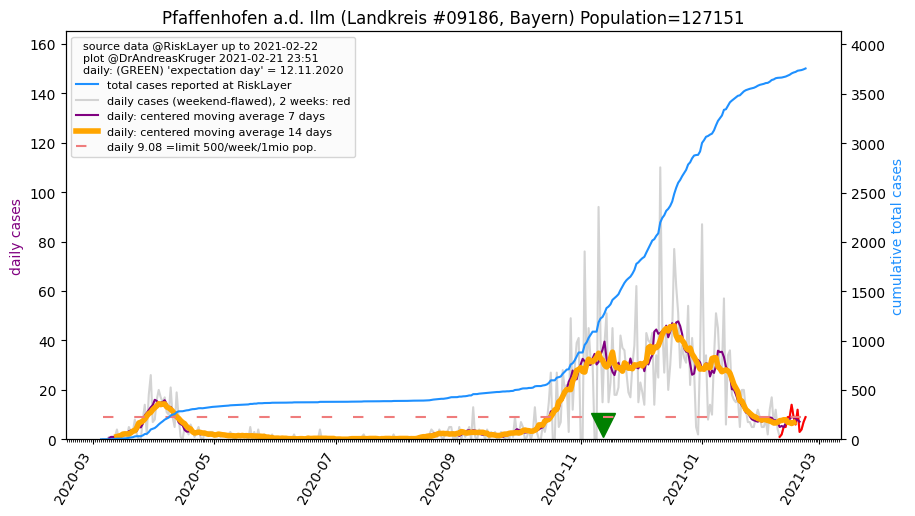 Pfaffenhofen a.d. Ilm (Landkreis #09186, Bayern) Population=127151
source data @RiskLayer up to 2021-02-22
plot @DrAndreasKruger 2021-02-21 23:51
daily: (GREEN) 'expectation day' = 12.11.2020
total cases reported at RiskLayer
daily cases (weekend-flawed), 2 weeks: red
daily: centered moving average 7 days
daily: centered moving average 14 days
daily 9.08 =limit 500/week/1mio pop.
daily cases
160
140
120
100
80
60
40
20
0
4000
3500
3000
2500
2000
1500
1000
500
0
cumulative total cases
2020-03
2020-05
2020-07
2020-09
2020-11
2021-01
2021-03